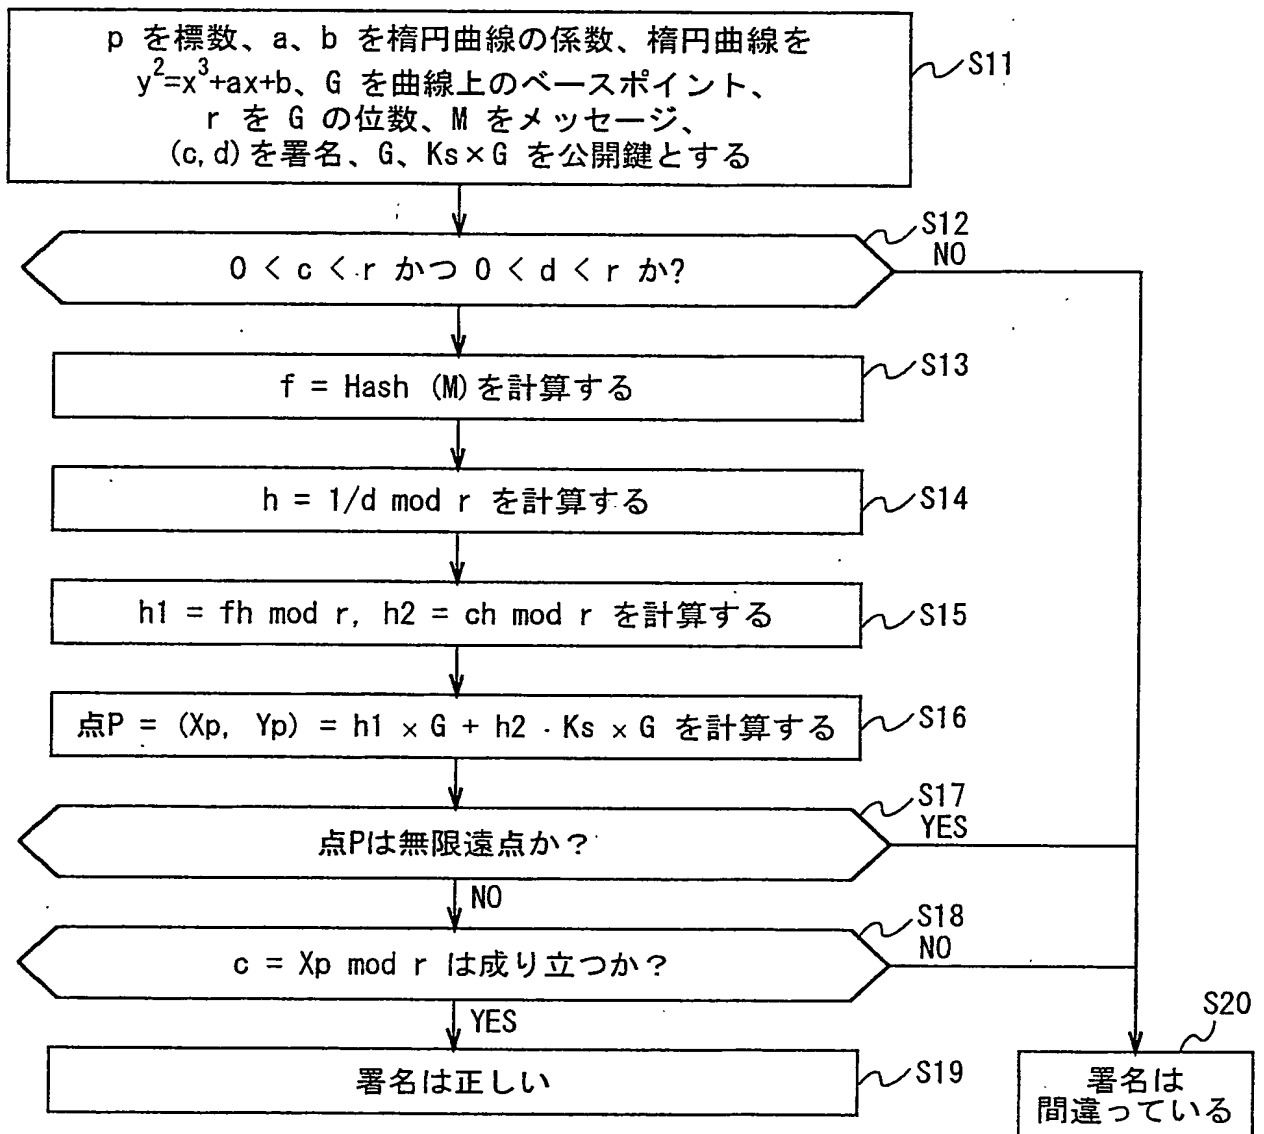 p を標数、a、b を楕円曲線の係数、楕円曲線を
y²=x³+ax+b、G を曲線上のベースポイント、
r を G の位数、M をメッセージ、
(c,d)を署名、G、Ks×G を公開鍵とする
S11
S12
0 < c < r かつ 0 < d < r か?
NO
f = Hash (M)を計算する
S13
h = 1/d mod r を計算する
S14
h1 = fh mod r, h2 = ch mod r を計算する
S15
点P = (Xp, Yp) = h1 × G + h2 · Ks × G を計算する
S16
S17
点Pは無限遠点か?
YES
NO
S18
c = Xp mod r は成り立つか?
NO
YES
署名は正しい
S19
S20
署名は
間違っている